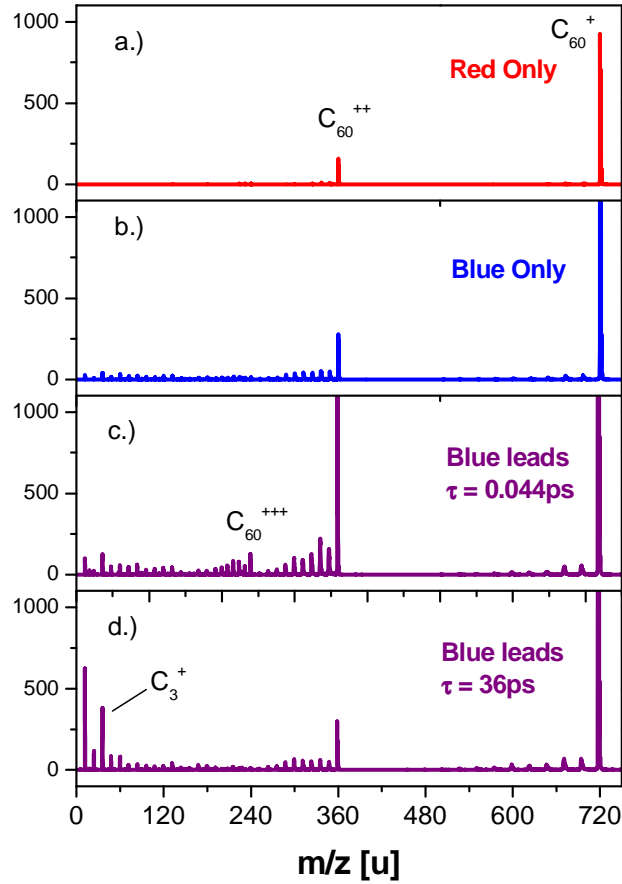 a.)
C60+
Red Only
C60++
1000
500
0
b.)
Blue Only
1000
500
0
c.)
Blue leads
τ = 0.044ps
C60+++
1000
500
0
d.)
Blue leads
τ = 36ps
C3+
1000
500
0
0 120 240 360 480 600 720
m/z [u]